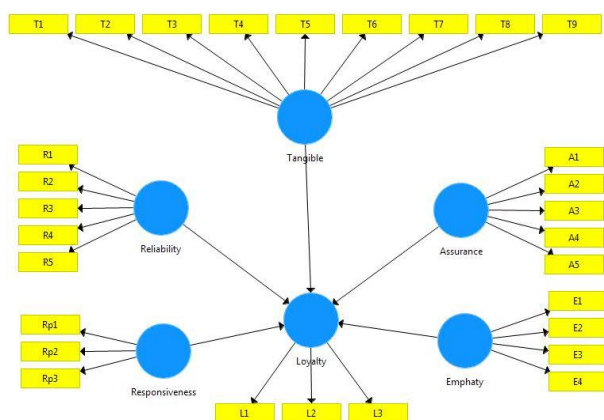 T1 T2 T3 T4 T5 T6 T7 T8 T9
Tangible
R1
R2
R3
R4
R5
Reliability
A1
A2
A3
A4
A5
Assurance
Rp1
Rp2
Rp3
Responsiveness
Loyalty
E1
E2
E3
E4
Emphaty
L1 L2 L3